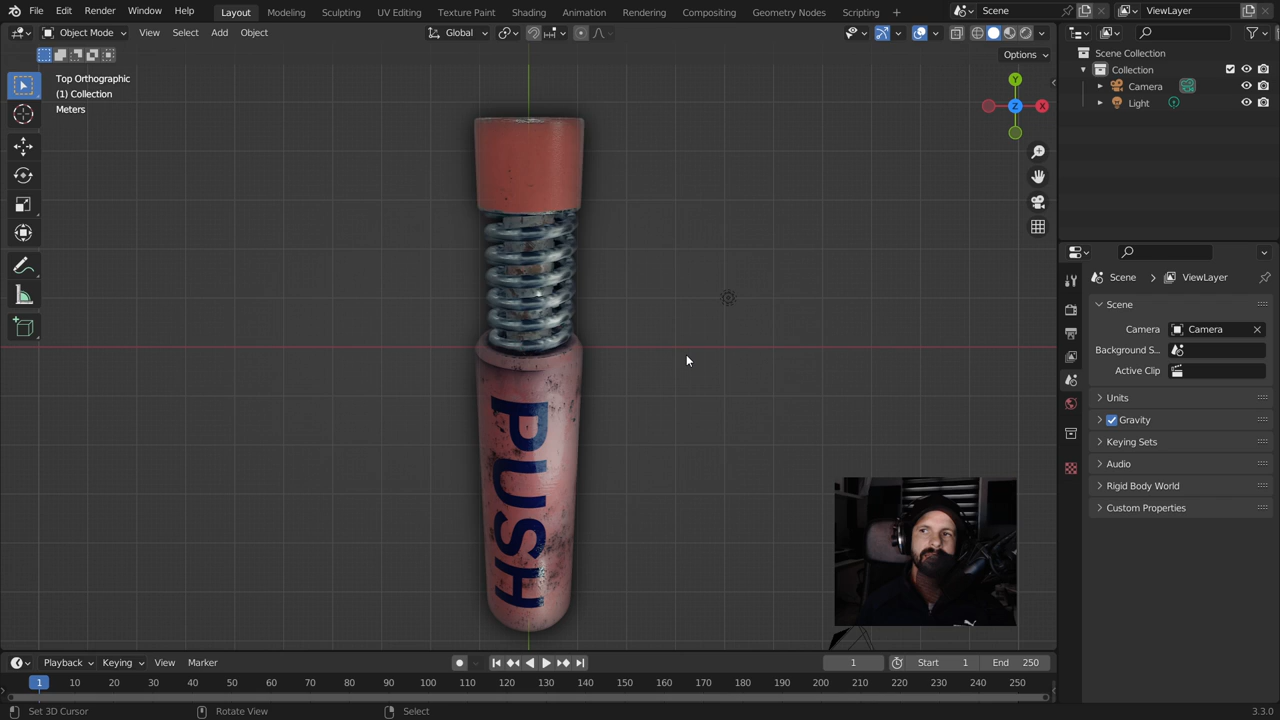 File Edit Render Window Help Layout Modeling Sculpting UV Editing Texture Paint Shading Animation Rendering Compositing Geometry Nodes Scripting + Scene ViewLayer
Object Mode View Select Add Object Global
Options
Top Orthographic
(1) Collection
Meters
Y
X
Z
PUSH
Scene Collection
Collection
Camera
Light
Scene ViewLayer
Scene
Camera Camera
Background S...
Active Clip
Units
Gravity
Keying Sets
Audio
Rigid Body World
Custom Properties
Playback Keying View Marker 1 Start 1 End 250
1 10 20 30 40 50 60 70 80 90 100 110 120 130 140 150 160 170 180 190 200 210 220 230 240 250
Set 3D Cursor Rotate View Select 3.3.0